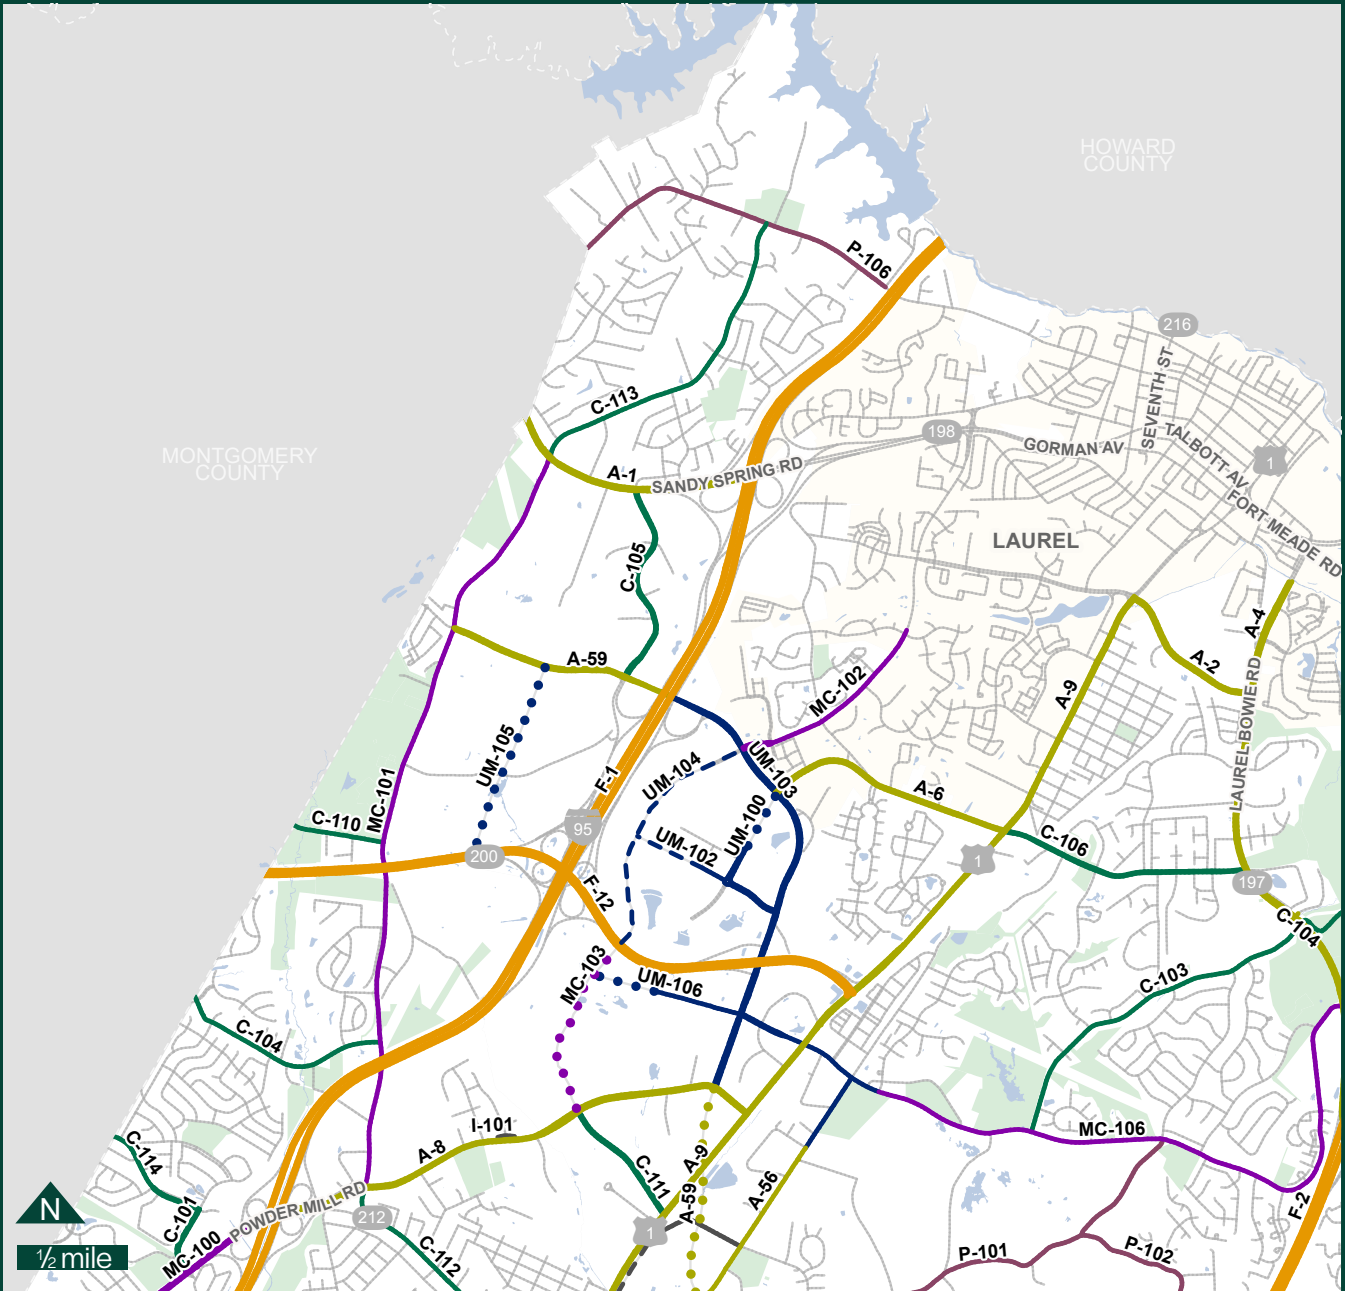 HOWARD
COUNTY
P-106
216
SEVENTH ST
C-113
198
GORMAN AV
TALBOTT AV
MONTGOMERY
COUNTY
1
A-1
SANDY SPRING RD
FORT MEADE RD
LAUREL
C-105
A-4
A-59
A-2
MC-102
A-9
LAUREL BOWIE RD
UM-105
UM-104
UM-103
F-1
A-6
MC-101
UM-100
C-110
95
UM-102
C-106
200
1
197
F-12
C-104
MC-103
UM-106
C-103
C-104
I-101
MC-106
A-8
C-114
A-9
C-111
A-56
A-59
N
C-101
POWDER MILL RD
212
F-2
1
½ mile
MC-100
C-112
P-101
P-102